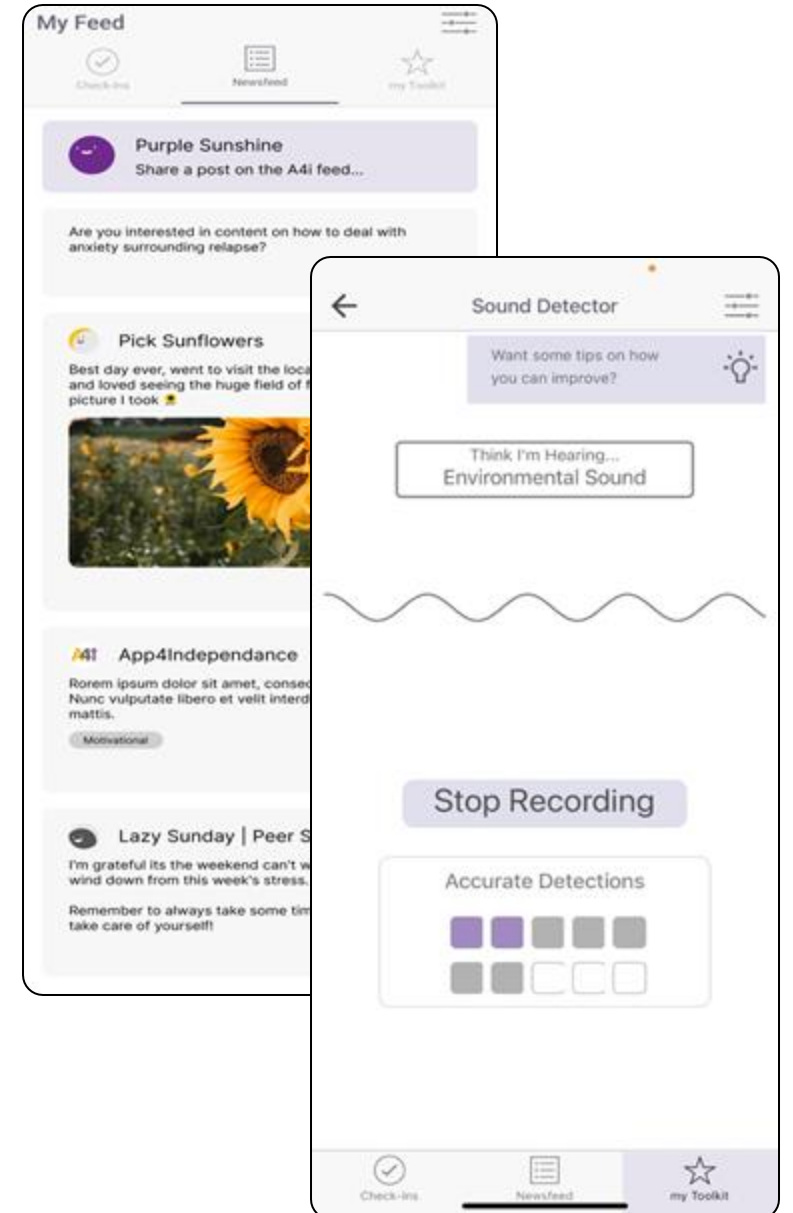 My Feed
Check-ins
Newsfeed
my Toolkit
Purple Sunshine
Share a post on the A4i feed...
Are you interested in content on how to deal with
anxiety surrounding relapse?
Pick Sunflowers
Best day ever, went to visit the loca
and loved seeing the huge field of
picture I took
A4i App4Independance
Rorem ipsum dolor sit amet, consec
Nunc vulputate libero et velit interd
mattis.
Motivational
Lazy Sunday | Peer S
I'm grateful its the weekend can't w
wind down from this week's stress.
Remember to always take some tim
take care of yourself!
Sound Detector
Want some tips on how
you can improve?
Think I'm Hearing...
Environmental Sound
Stop Recording
Accurate Detections
Check-ins
Newsfeed
my Toolkit